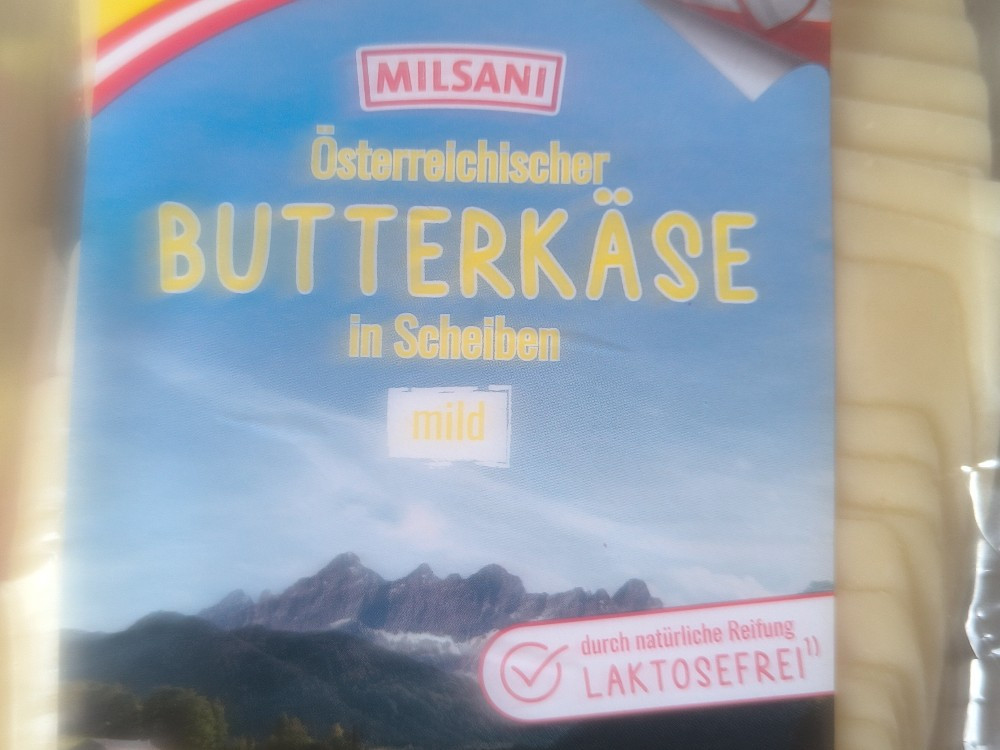 MILSANI
Österreichischer
BUTTERKÄSE
in Scheiben
mild
durch natürliche Reifung
LAKTOSEFREI¹⁾